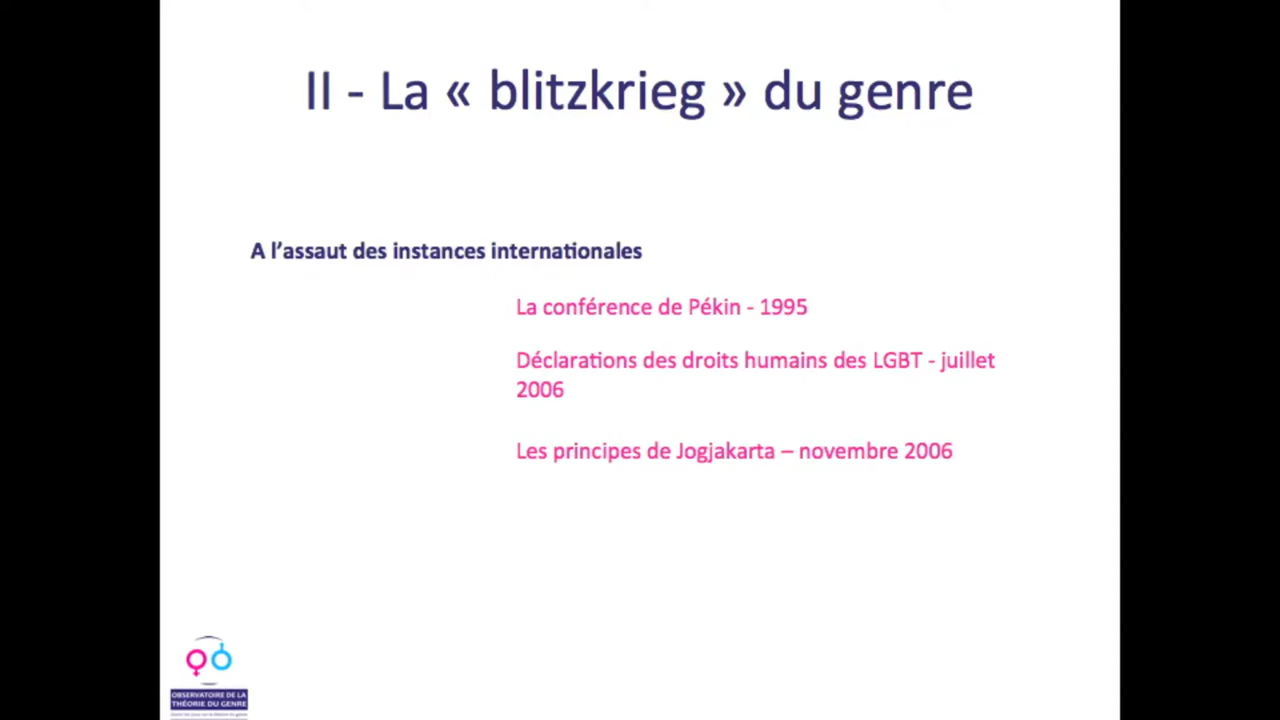 II - La « blitzkrieg » du genre
A l’assaut des instances internationales
La conférence de Pékin - 1995
Déclarations des droits humains des LGBT - juillet
2006
Les principes de Jogjakarta – novembre 2006
OBSERVATOIRE DE LA
THÉORIE DU GENRE